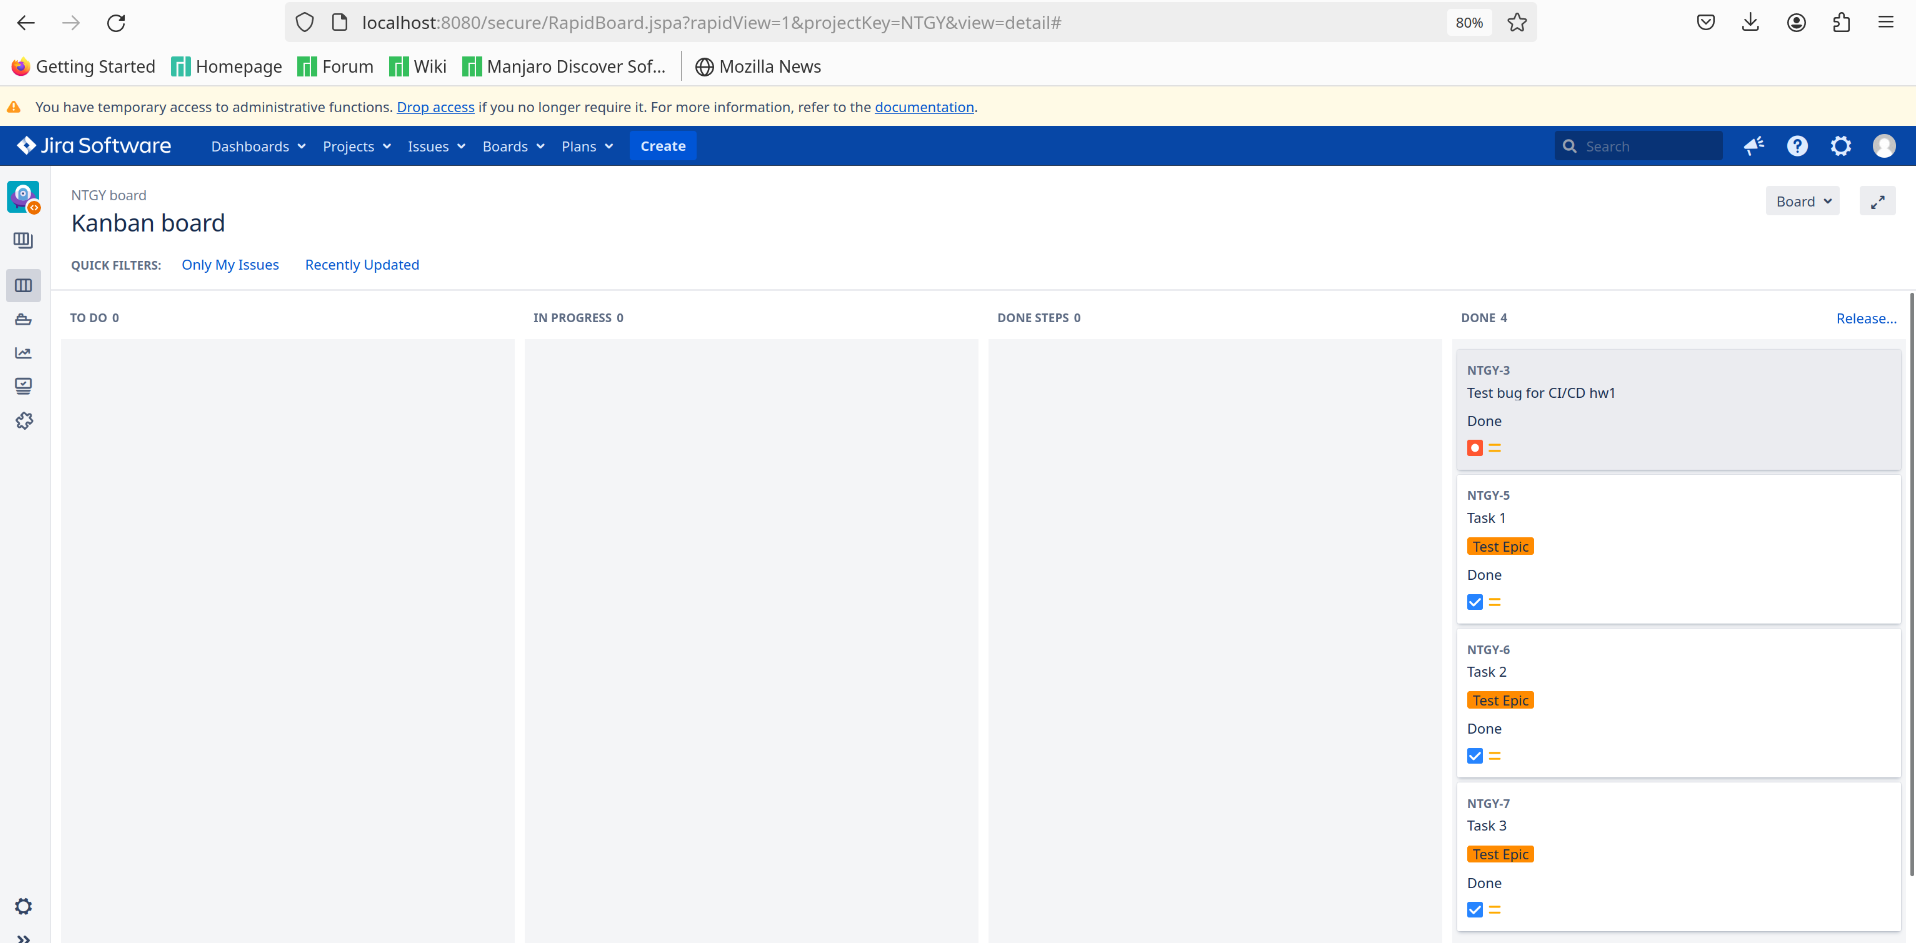 localhost:8080/secure/RapidBoard.jspa?rapidView=1&projectKey=NTGY&view=detail#
80%
Getting Started Homepage Forum Wiki Manjaro Discover Sof... Mozilla News
You have temporary access to administrative functions. Drop access if you no longer require it. For more information, refer to the documentation.
Jira Software Dashboards Projects Issues Boards Plans Create Search
NTGY board
Kanban board
Board
QUICK FILTERS: Only My Issues Recently Updated
TO DO 0 IN PROGRESS 0 DONE STEPS 0 DONE 4 Release...
NTGY-3
Test bug for CI/CD hw1
Done
NTGY-5
Task 1
Test Epic
Done
NTGY-6
Task 2
Test Epic
Done
NTGY-7
Task 3
Test Epic
Done